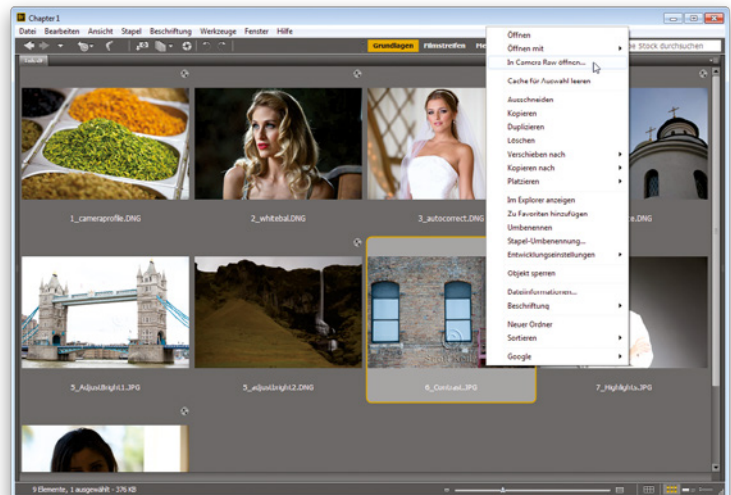 Chapter1
Datei Bearbeiten Ansicht Stapel Beschriftung Werkzeuge Fenster Hilfe
Grundlagen Filmstreifen
Stock durchsuchen
Inhalt
Öffnen
Öffnen mit
In Camera Raw öffnen...
Cache für Auswahl leeren
Ausschneiden
Kopieren
Duplizieren
Löschen
Verschieben nach
Kopieren nach
Platzieren
Im Explorer anzeigen
Zu Favoriten hinzufügen
Umbenennen
Stapel-Umbenennung...
Entwicklungseinstellungen
Objekt sperren
Dateiinformationen...
Beschriftung
Neuer Ordner
Sortieren
Google
1_cameraprofile.DNG
2_whitebal.DNG
3_autocorrect.DNG
5_AdjustBright1.JPG
5_adjustbright2.DNG
6_Contrast.JPG
7_Highlights.JPG
9 Elemente, 1 ausgewählt - 376 KB